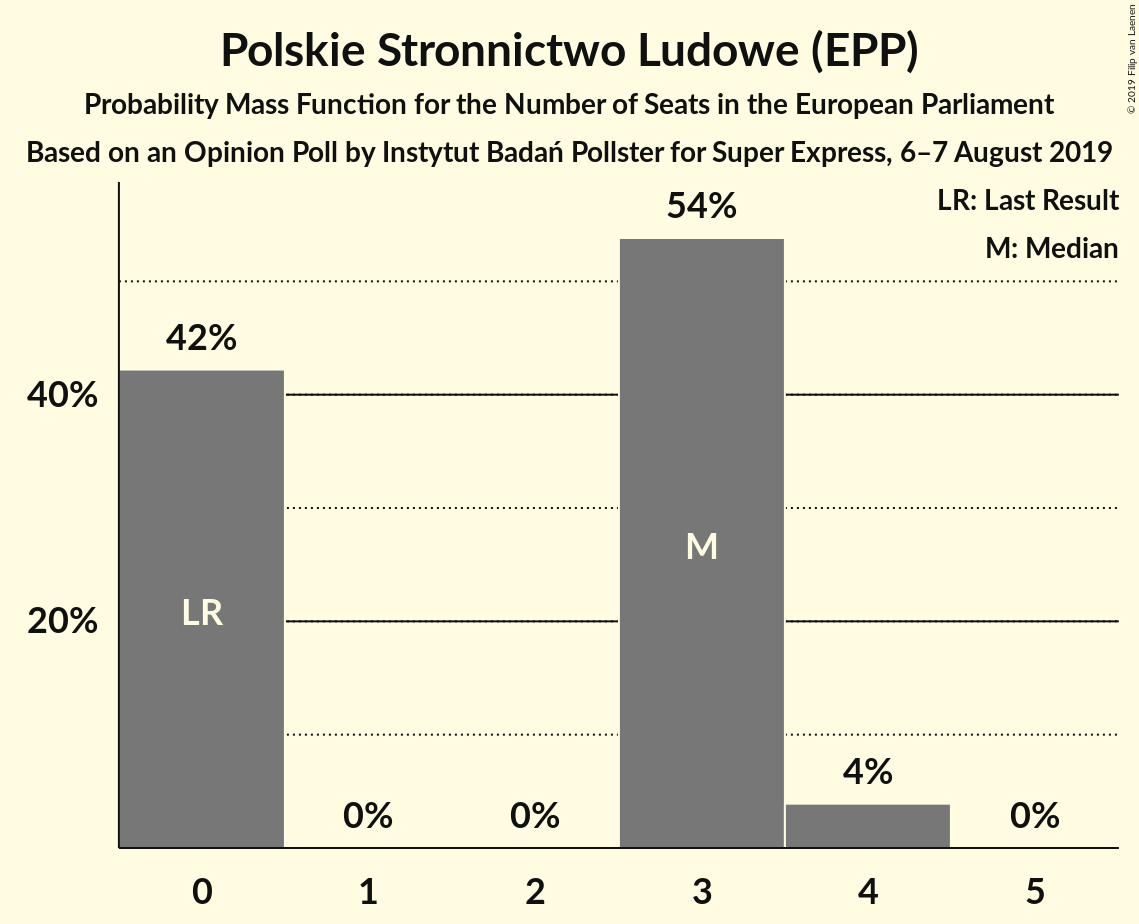 Polskie Stronnictwo Ludowe (EPP)
Probability Mass Function for the Number of Seats in the European Parliament
Based on an Opinion Poll by Instytut Badań Pollster for Super Express, 6–7 August 2019
© 2019 Filip van Laenen
LR: Last Result
M: Median
54%
42%
40%
M
LR
20%
4%
0%
0%
0%
0 1 2 3 4 5